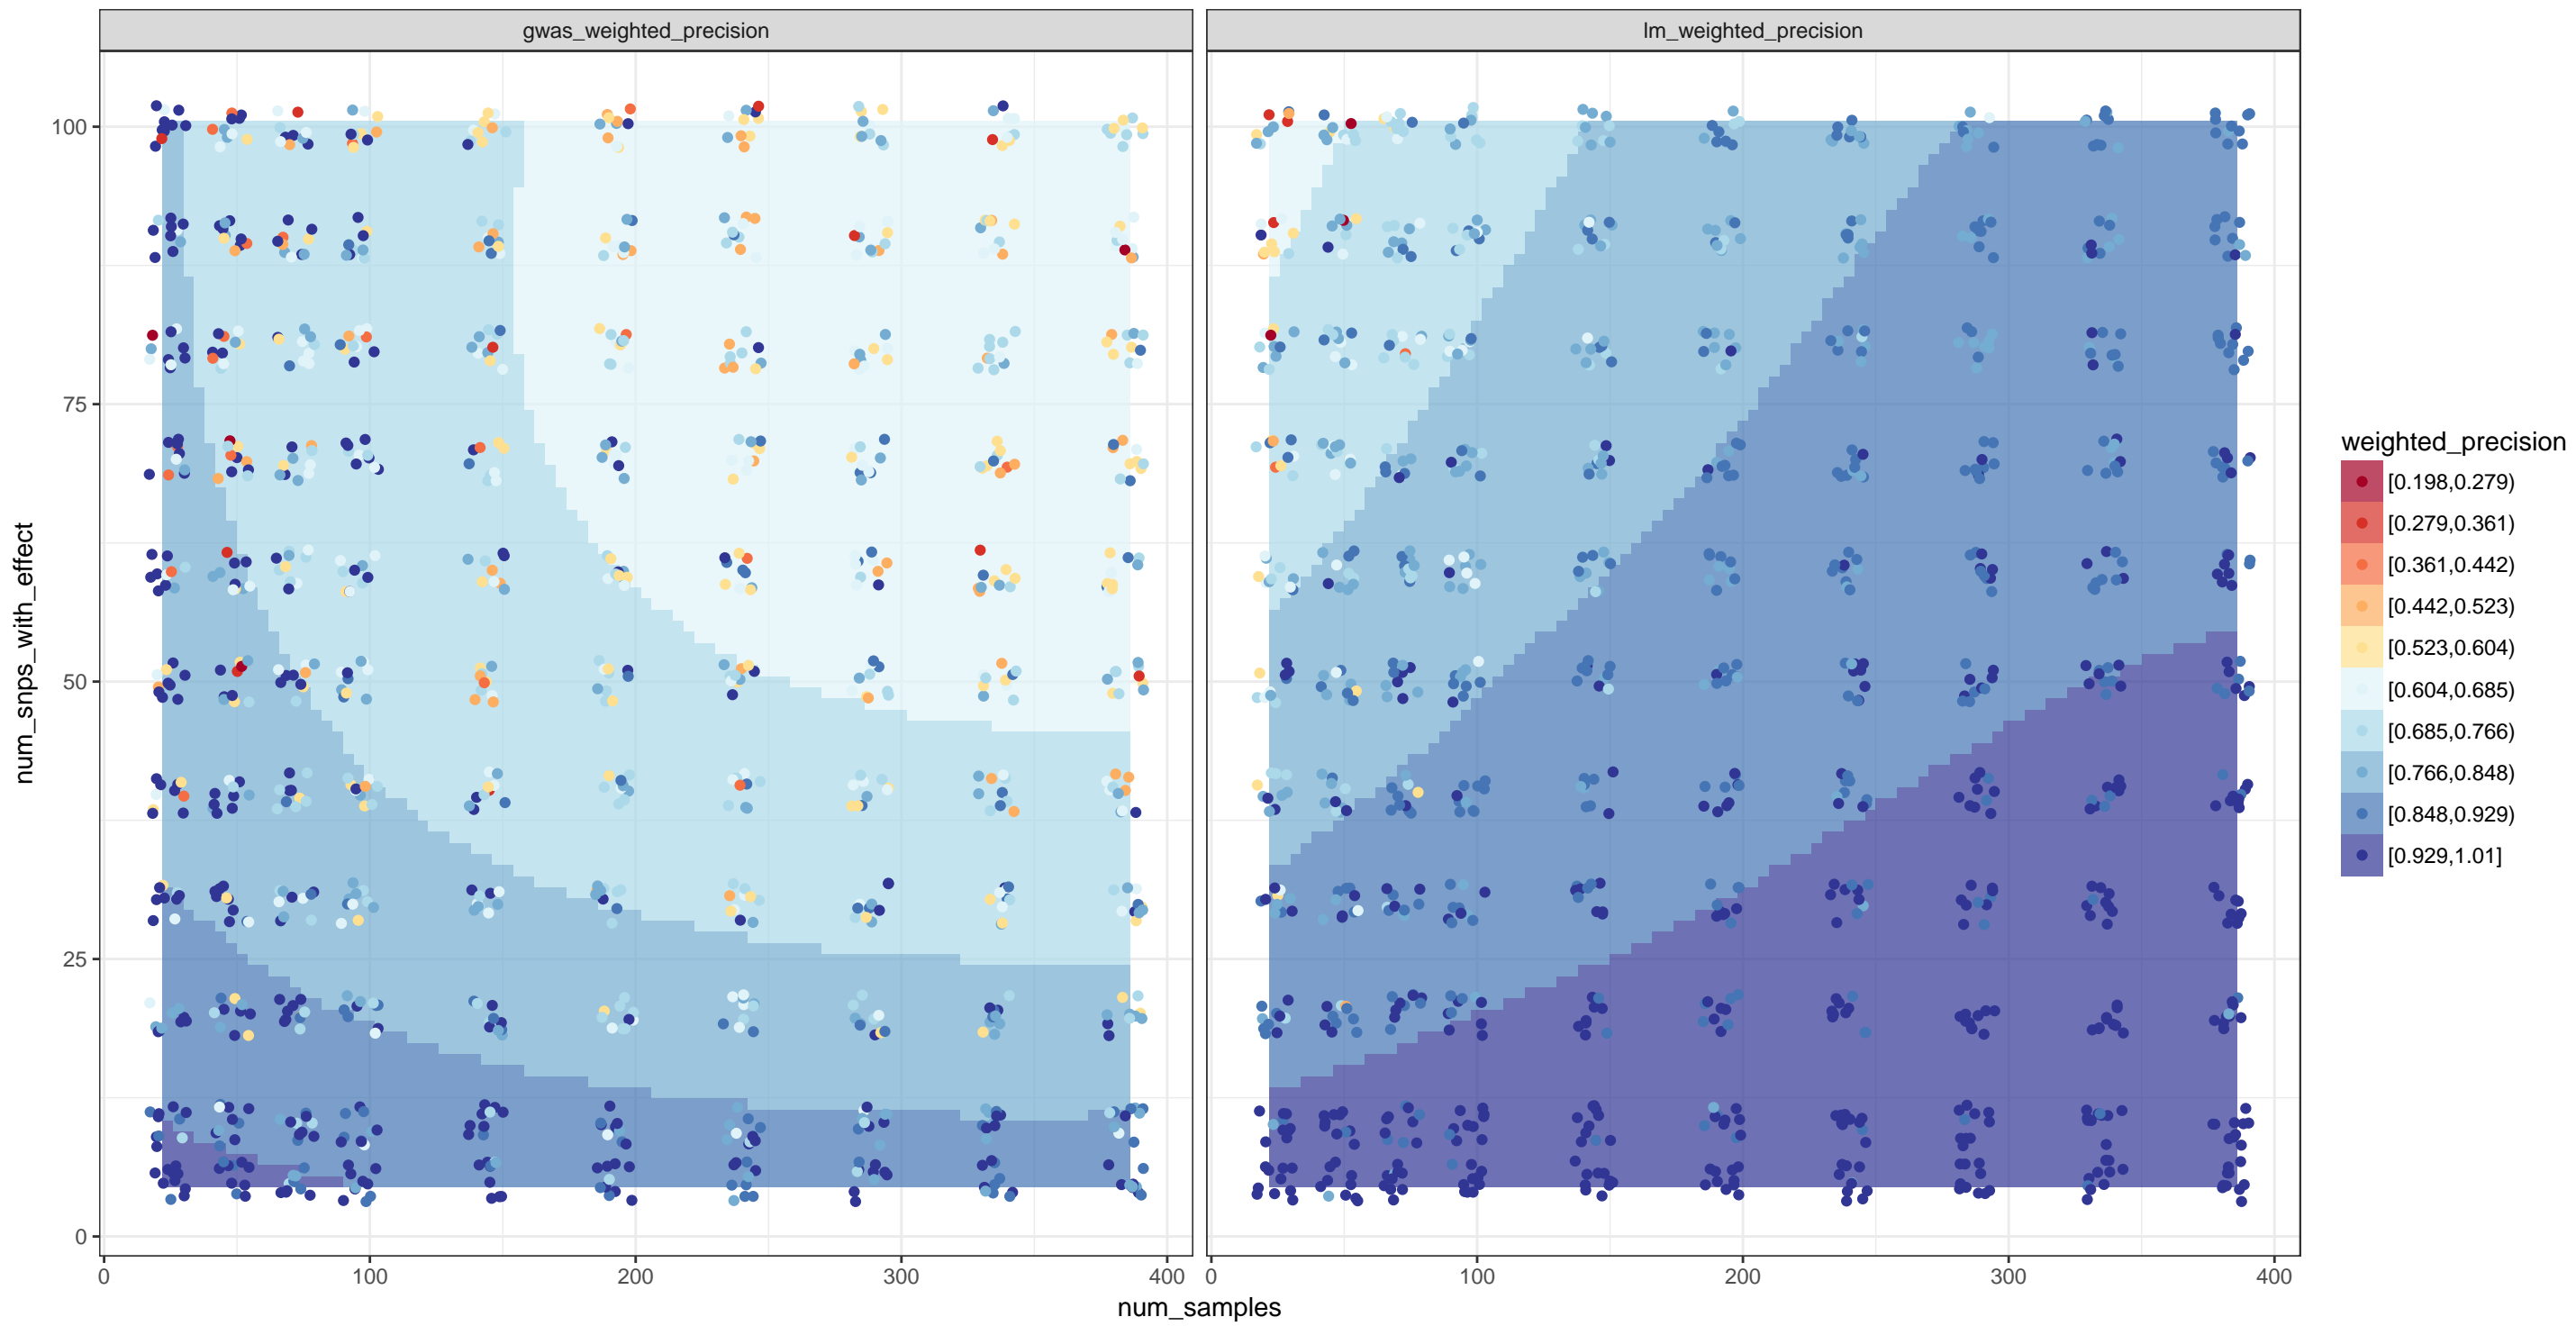 gwas_weighted_precision
lm_weighted_precision
100
75
50
25
0
num_snps_with_effect
0 100 200 300 400
0 100 200 300 400
num_samples
weighted_precision
[0.198,0.279)
[0.279,0.361)
[0.361,0.442)
[0.442,0.523)
[0.523,0.604)
[0.604,0.685)
[0.685,0.766)
[0.766,0.848)
[0.848,0.929)
[0.929,1.01]